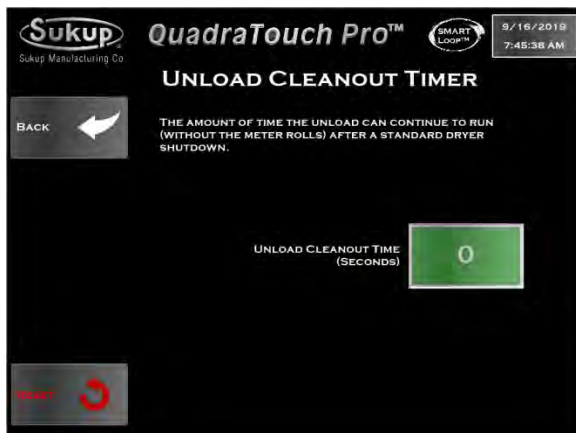 Sukup
Sukup Manufacturing Co
QuadraTouch Pro™
SMART
LOOP™
9/16/2019
7:45:38 AM
UNLOAD CLEANOUT TIMER
BACK
THE AMOUNT OF TIME THE UNLOAD CAN CONTINUE TO RUN
(WITHOUT THE METER ROLLS) AFTER A STANDARD DRYER
SHUTDOWN.
UNLOAD CLEANOUT TIME
(SECONDS)
0
RESET